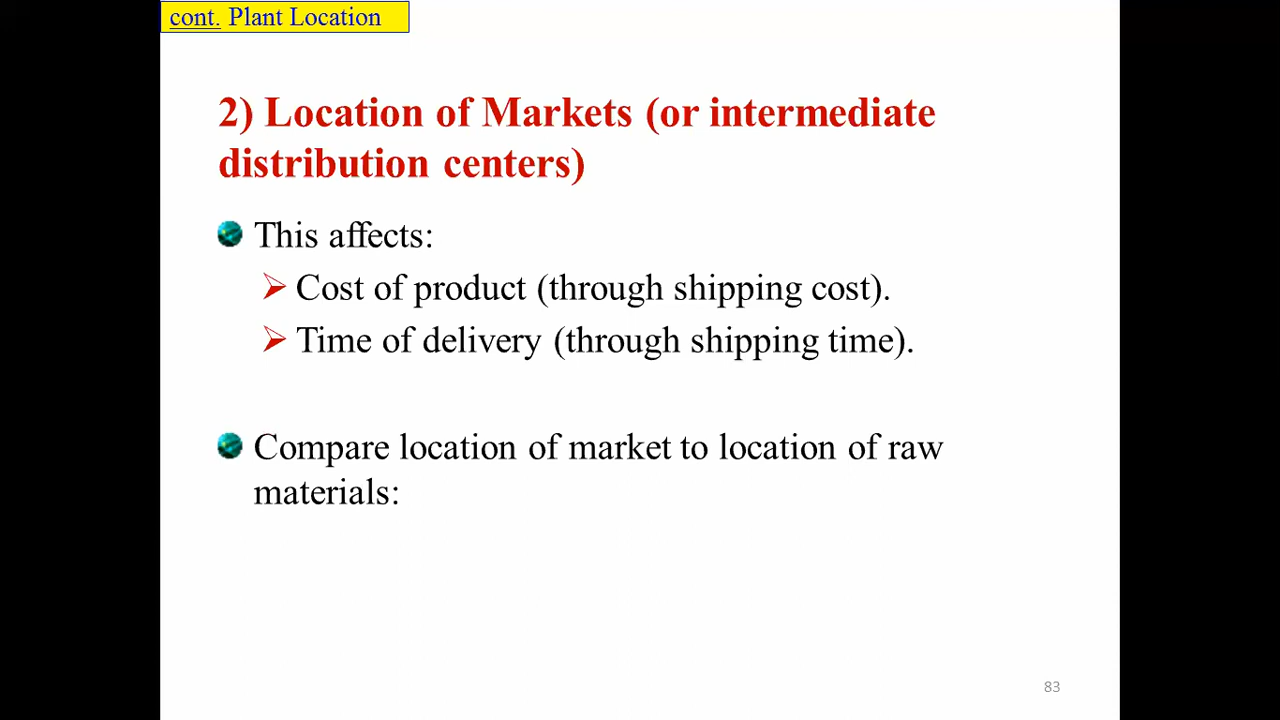 cont. Plant Location
2) Location of Markets (or intermediate
distribution centers)
This affects:
Cost of product (through shipping cost).
Time of delivery (through shipping time).
Compare location of market to location of raw
materials:
83